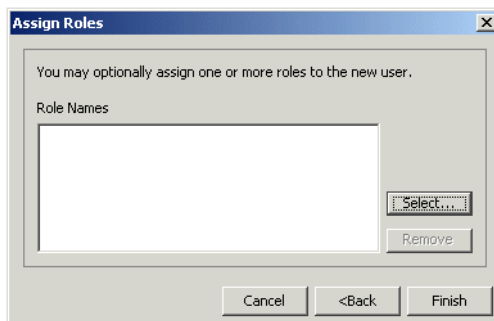 Assign Roles
You may optionally assign one or more roles to the new user.
Role Names
Select...
Remove
Cancel
<Back
Finish